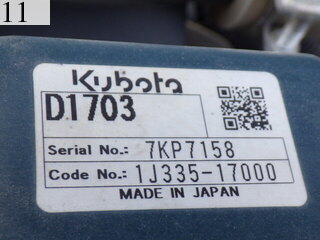 11
Kubota
D1703
Serial No.: 7KP7158
Code No.: 1J335-17000
MADE IN JAPAN